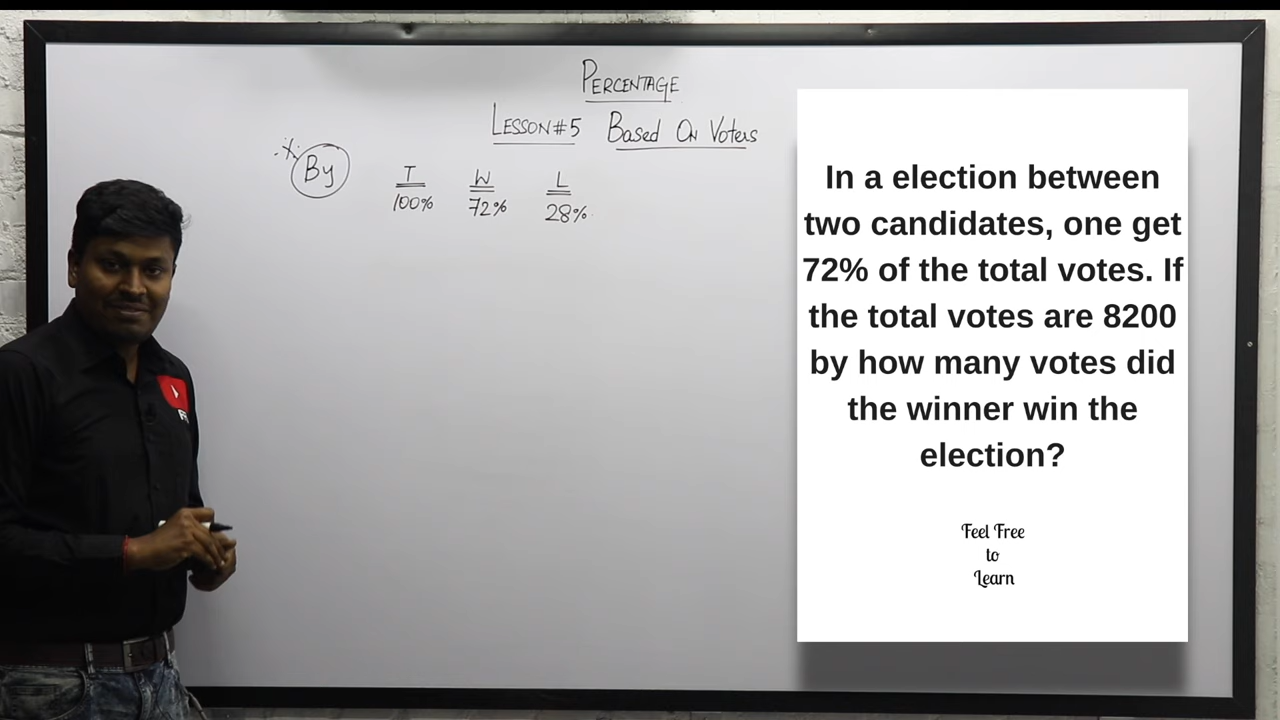 PERCENTAGE
LESSON#5 Based On Voters
By
T W L
100% 72% 28%
In a election between
two candidates, one get
72% of the total votes. If
the total votes are 8200
by how many votes did
the winner win the
election?
Feel Free
to
Learn